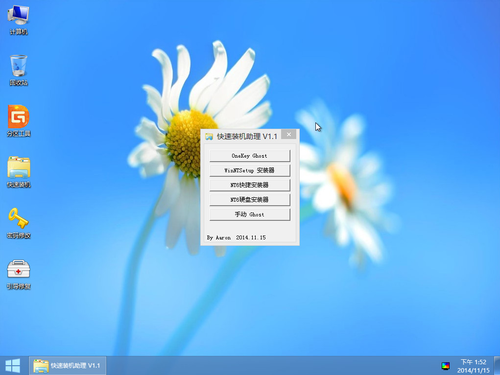 计算机
回收站
分区工具
快速装机
密码修改
引导修复
快速装机助理 V1.1
OneKey Ghost
WinNTSetup 安装器
NT6快捷安装器
NT6硬盘安装器
手动 Ghost
By Aaron 2014.11.15
快速装机助理 V1.1
下午 1:52
2014/11/15